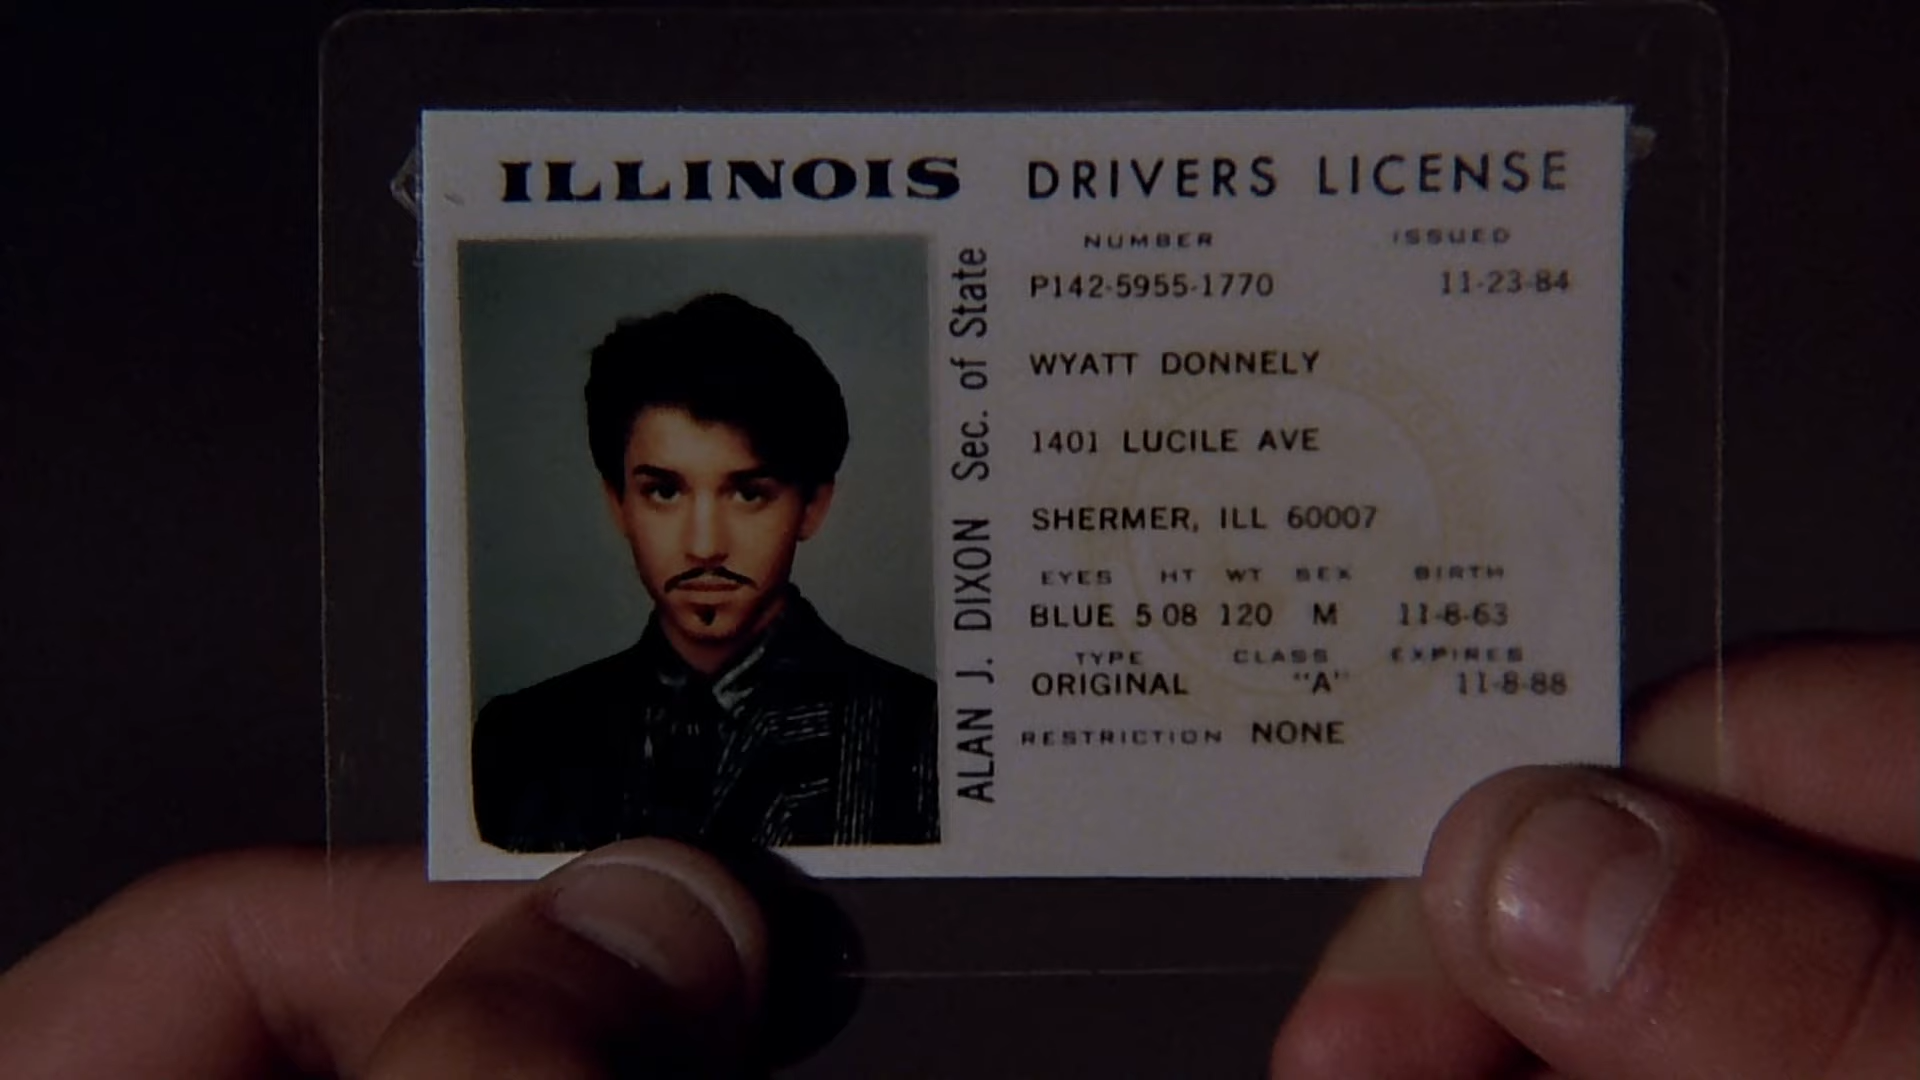 ILLINOIS DRIVERS LICENSE
NUMBER ISSUED
P142-5955-1770 11-23-84
WYATT DONNELY
1401 LUCILE AVE
SHERMER, ILL 60007
EYES HT WT SEX BIRTH
BLUE 5 08 120 M 11-8-63
TYPE CLASS EXPIRES
ORIGINAL "A" 11-8-88
RESTRICTION NONE
ALAN J. DIXON Sec. of State